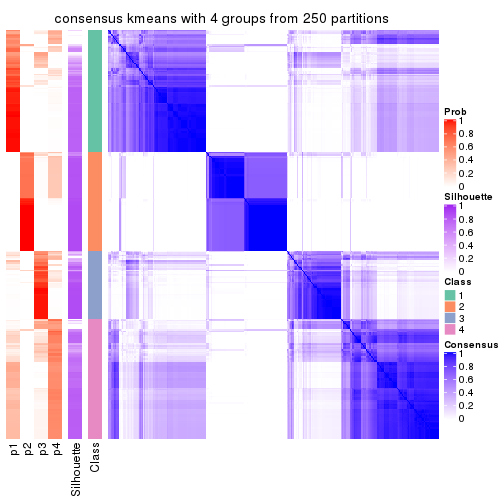 consensus kmeans with 4 groups from 250 partitions
Prob
1
0.8
0.6
0.4
0.2
0
Silhouette
1
0.8
0.6
0.4
0.2
0
Class
1
2
3
4
Consensus
1
0.8
0.6
0.4
0.2
0
p1
p2
p3
p4
Silhouette
Class